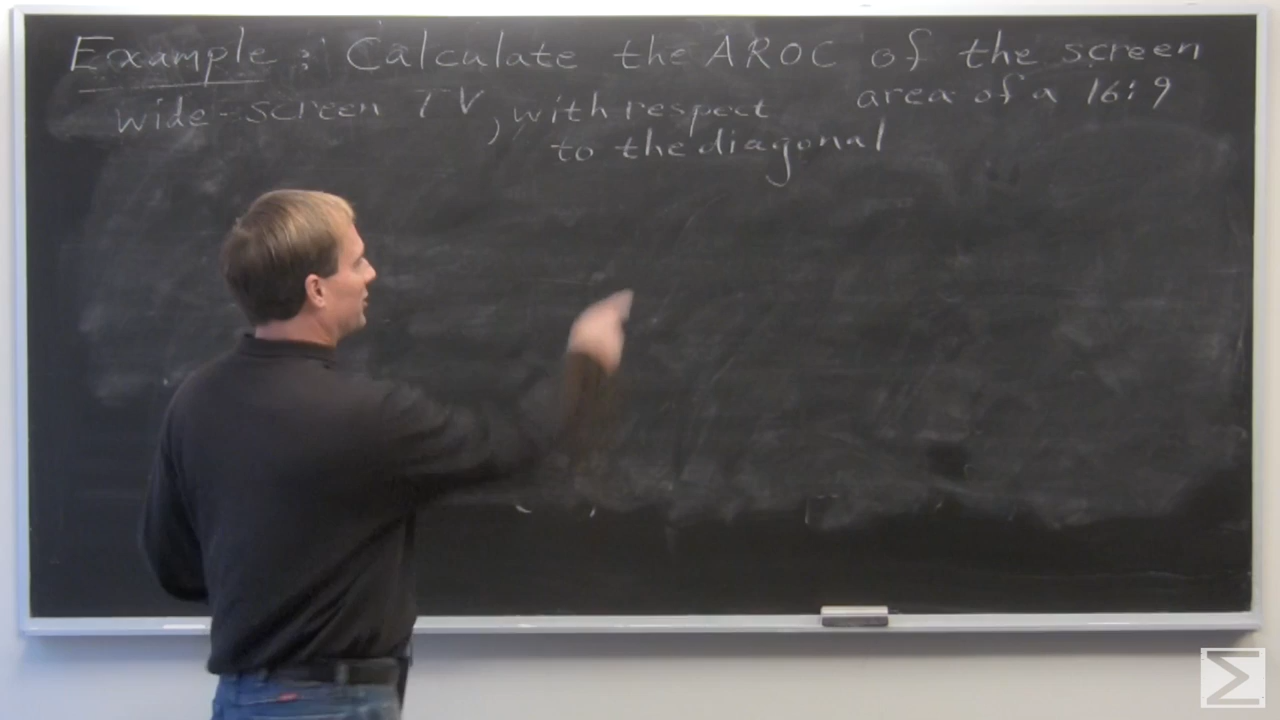 Example: Calculate the AROC of the screen
area of a 16:9
wide-screen TV, with respect
to the diagonal
Σ